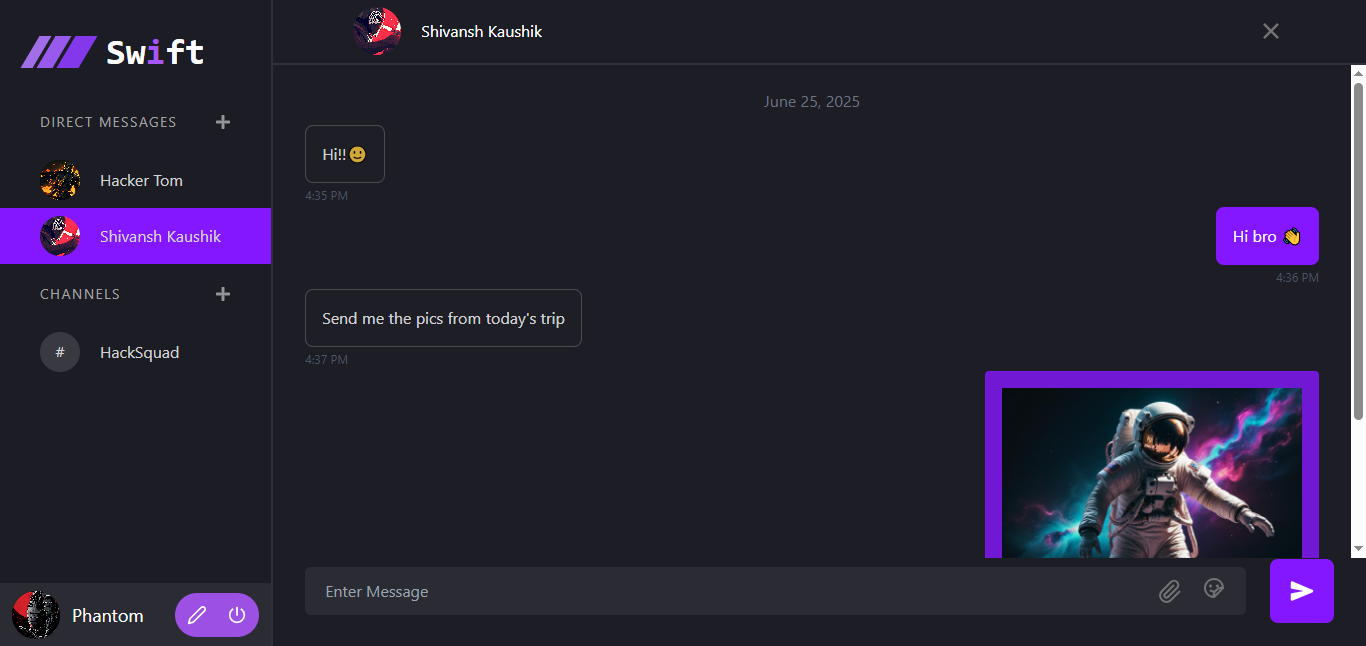 Swift
DIRECT MESSAGES
Hacker Tom
Shivansh Kaushik
CHANNELS
#
HackSquad
Phantom
Shivansh Kaushik
June 25, 2025
Hi!!🙂
4:35 PM
Hi bro 👋
4:36 PM
Send me the pics from today's trip
4:37 PM
Enter Message